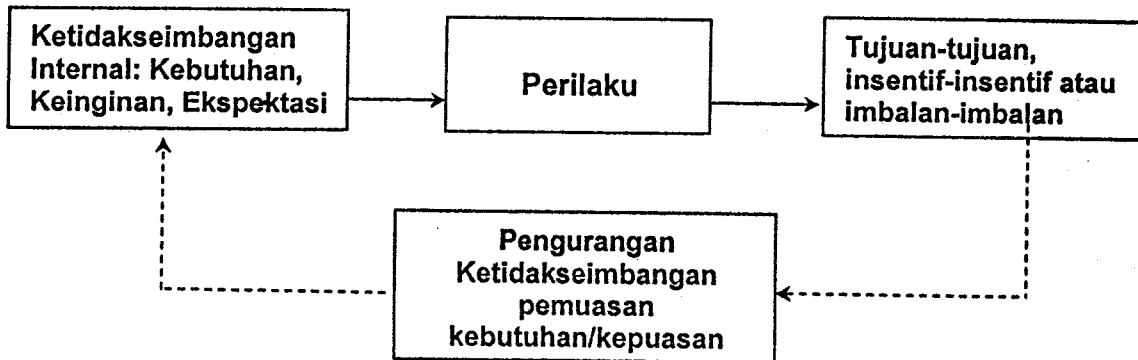 Ketidakseimbangan
Internal: Kebutuhan,
Keinginan, Ekspektasi
Perilaku
Tujuan-tujuan,
insentif-insentif atau
imbalan-imbalan
Pengurangan
Ketidakseimbangan
pemuasan
kebutuhan/kepuasan